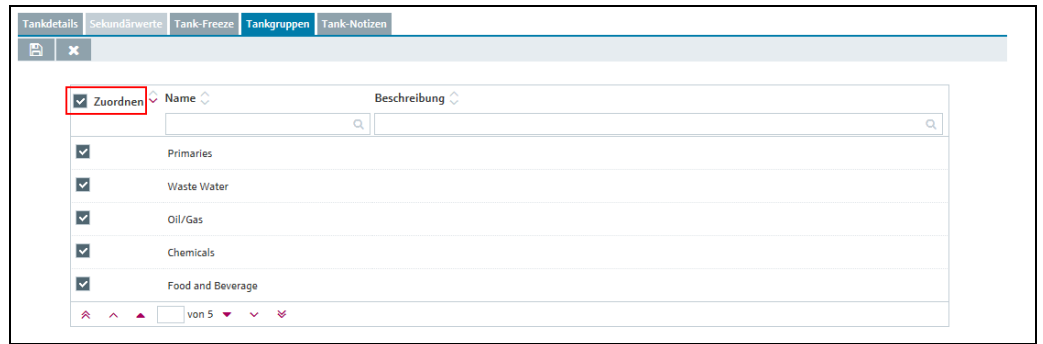 Tankdetails Sekundärwerte Tank-Freeze Tankgruppen Tank-Notizen
Zuordnen Name Beschreibung
Primaries
Waste Water
Oil/Gas
Chemicals
Food and Beverage
von 5